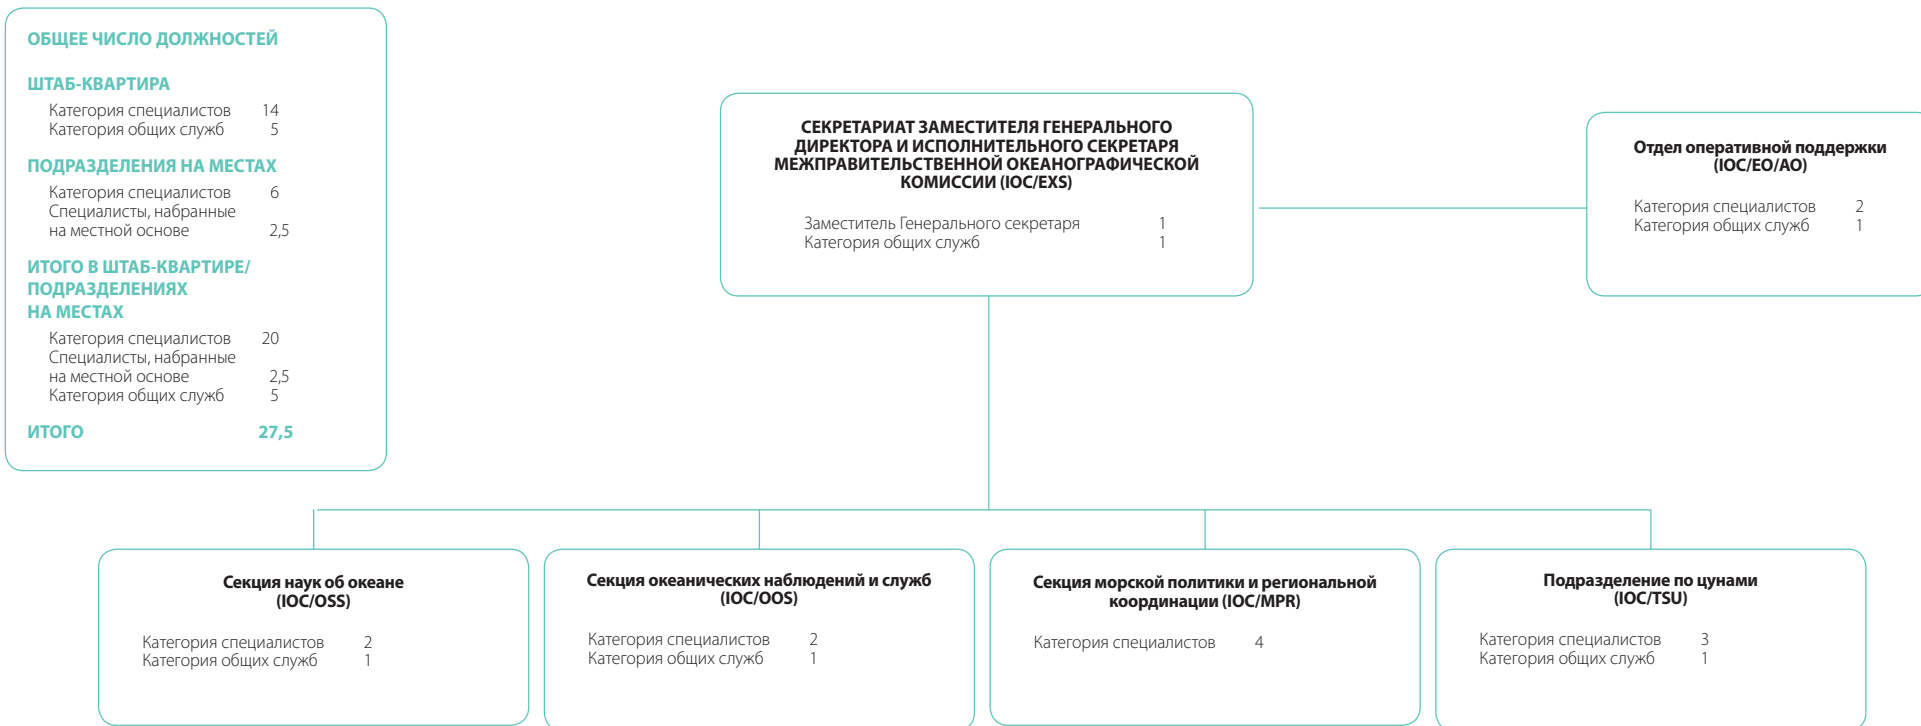 ОБЩЕЕ ЧИСЛО ДОЛЖНОСТЕЙ
ШТАБ-КВАРТИРА
Категория специалистов 14
Категория общих служб 5
ПОДРАЗДЕЛЕНИЯ НА МЕСТАХ
Категория специалистов 6
Специалисты, набранные
на местной основе 2,5
ИТОГО В ШТАБ-КВАРТИРЕ/
ПОДРАЗДЕЛЕНИЯХ
НА МЕСТАХ
Категория специалистов 20
Специалисты, набранные
на местной основе 2,5
Категория общих служб 5
ИТОГО 27,5
СЕКРЕТАРИАТ ЗАМЕСТИТЕЛЯ ГЕНЕРАЛЬНОГО
ДИРЕКТОРА И ИСПОЛНИТЕЛЬНОГО СЕКРЕТАРЯ
МЕЖПРАВИТЕЛЬСТВЕННОЙ ОКЕАНОГРАФИЧЕСКОЙ
КОМИССИИ (IOC/EXS)
Заместитель Генерального секретаря 1
Категория общих служб 1
Отдел оперативной поддержки
(IOC/EO/AO)
Категория специалистов 2
Категория общих служб 1
Секция наук об океане
(IOC/OSS)
Категория специалистов 2
Категория общих служб 1
Секция океанических наблюдений и служб
(IOC/OOS)
Категория специалистов 2
Категория общих служб 1
Секция морской политики и региональной
координации (IOC/MPR)
Категория специалистов 4
Подразделение по цунами
(IOC/TSU)
Категория специалистов 3
Категория общих служб 1